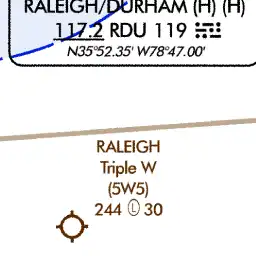 RALEIGH/DURHAM (H) (H)
117.2 RDU 119
N35°52.35' W78°47.00'
RALEIGH
Triple W
(5W5)
244 Ⓛ 30